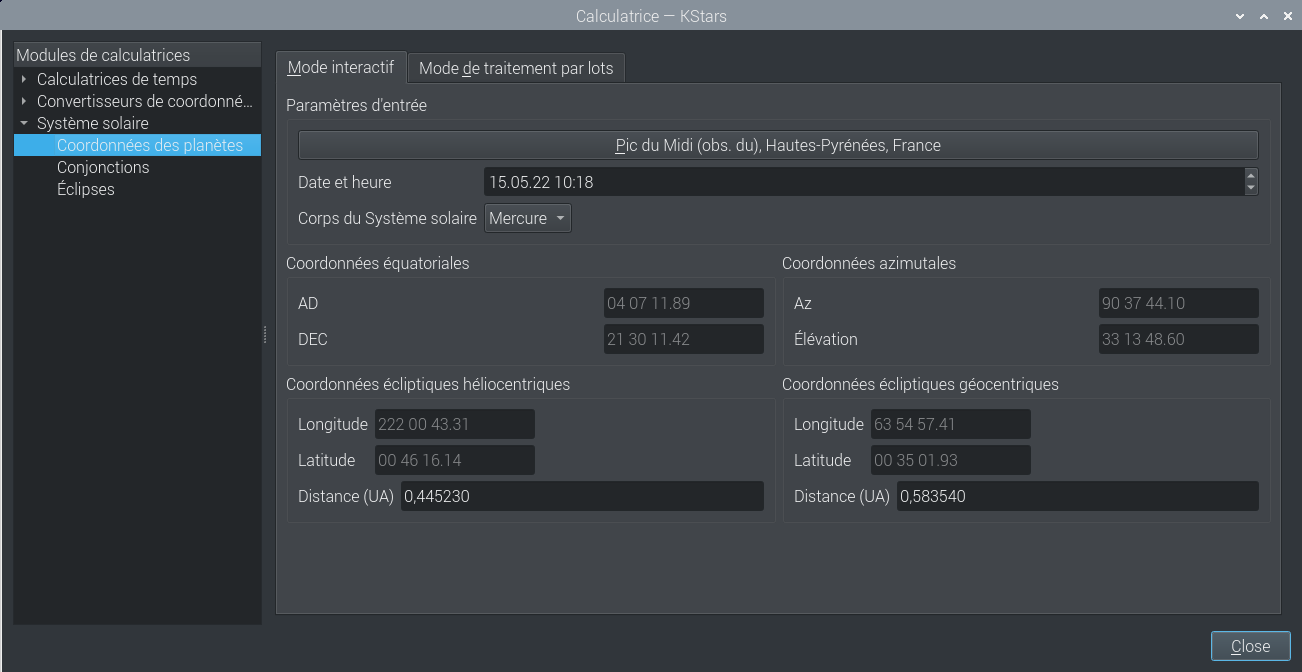 Calculatrice — KStars
Modules de calculatrices
Calculatrices de temps
Convertisseurs de coordonné...
Système solaire
Coordonnées des planètes
Conjonctions
Éclipses
Mode interactif
Mode de traitement par lots
Paramètres d'entrée
Pic du Midi (obs. du), Hautes-Pyrénées, France
Date et heure 15.05.22 10:18
Corps du Système solaire Mercure
Coordonnées équatoriales
AD 04 07 11.89
DEC 21 30 11.42
Coordonnées azimutales
Az 90 37 44.10
Élévation 33 13 48.60
Coordonnées écliptiques héliocentriques
Longitude 222 00 43.31
Latitude 00 46 16.14
Distance (UA) 0,445230
Coordonnées écliptiques géocentriques
Longitude 63 54 57.41
Latitude 00 35 01.93
Distance (UA) 0,583540
Close